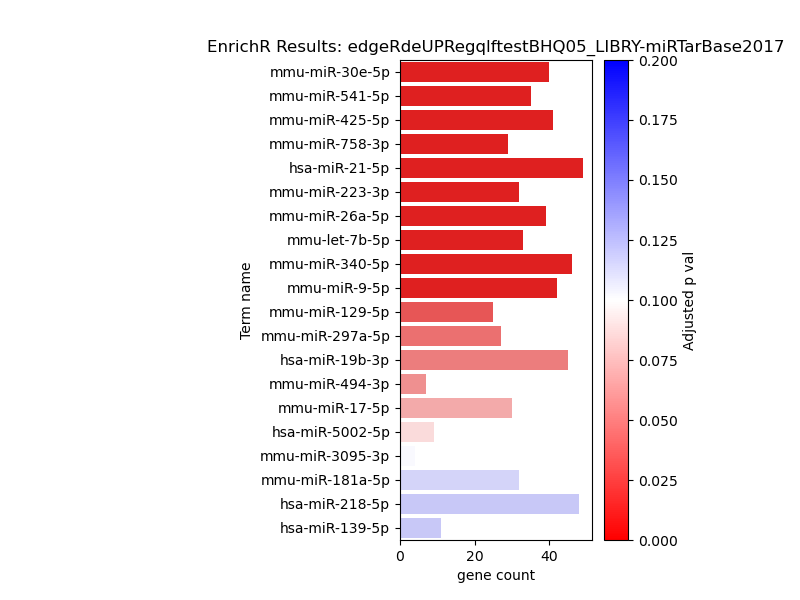 EnrichR Results: edgeRdeUPRegqlftestBHQ05_LIBRY-miRTarBase2017
Term name
mmu-miR-30e-5p
mmu-miR-541-5p
mmu-miR-425-5p
mmu-miR-758-3p
hsa-miR-21-5p
mmu-miR-223-3p
mmu-miR-26a-5p
mmu-let-7b-5p
mmu-miR-340-5p
mmu-miR-9-5p
mmu-miR-129-5p
mmu-miR-297a-5p
hsa-miR-19b-3p
mmu-miR-494-3p
mmu-miR-17-5p
hsa-miR-5002-5p
mmu-miR-3095-3p
mmu-miR-181a-5p
hsa-miR-218-5p
hsa-miR-139-5p
0 20 40
gene count
0.200
0.175
0.150
0.125
0.100
0.075
0.050
0.025
0.000
Adjusted p val